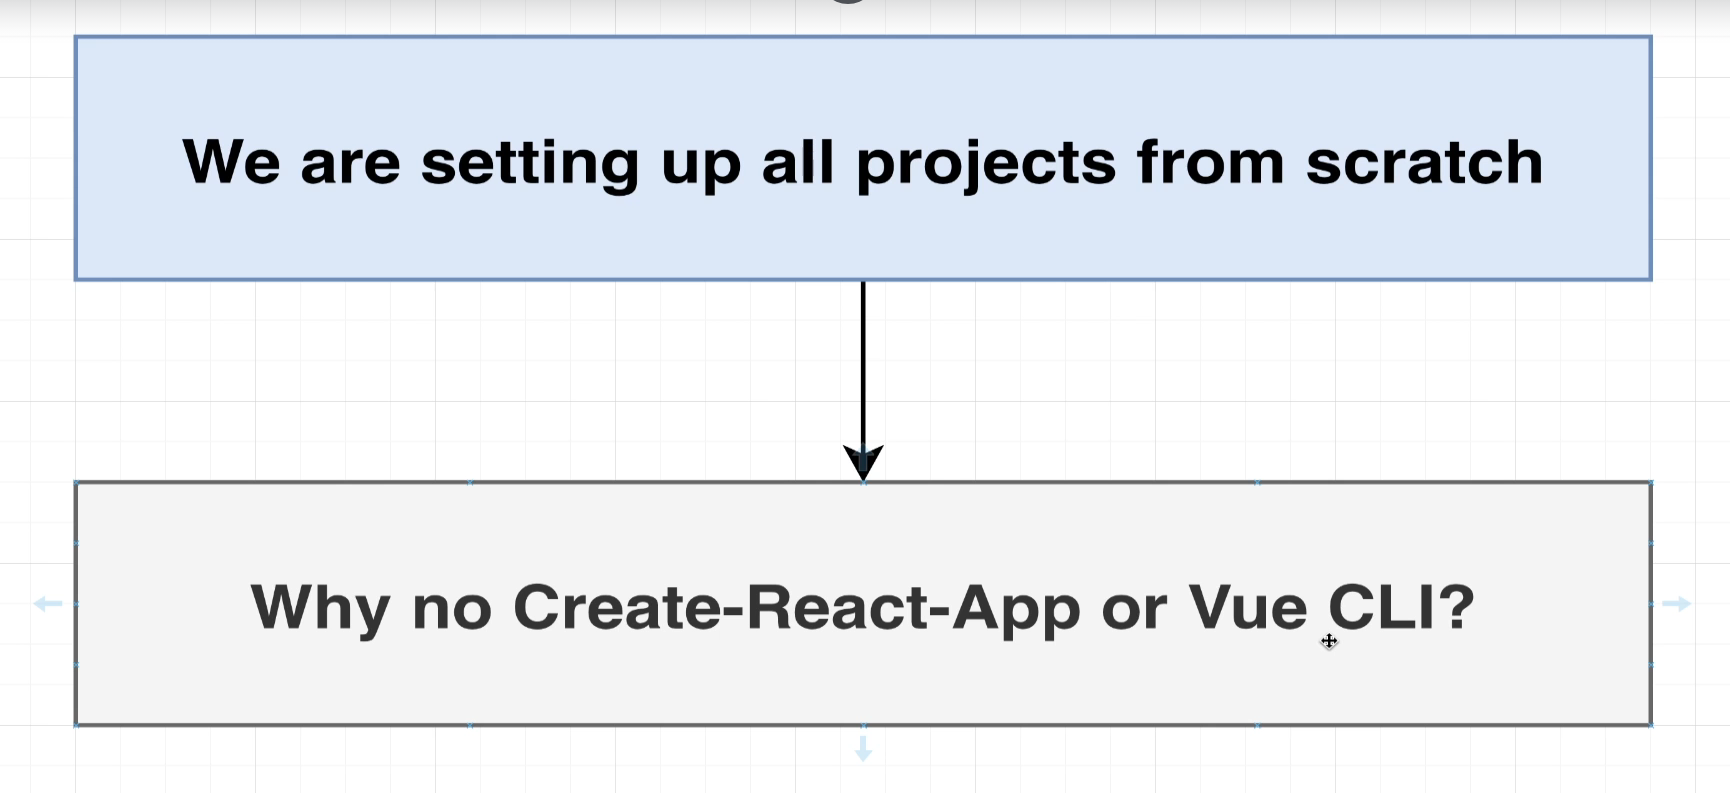 We are setting up all projects from scratch
Why no Create-React-App or Vue CLI?